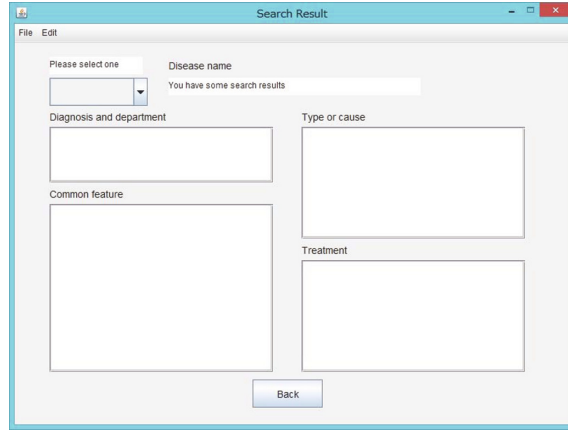 Search Result
File Edit
Please select one
Disease name
You have some search results
Diagnosis and department
Type or cause
Common feature
Treatment
Back